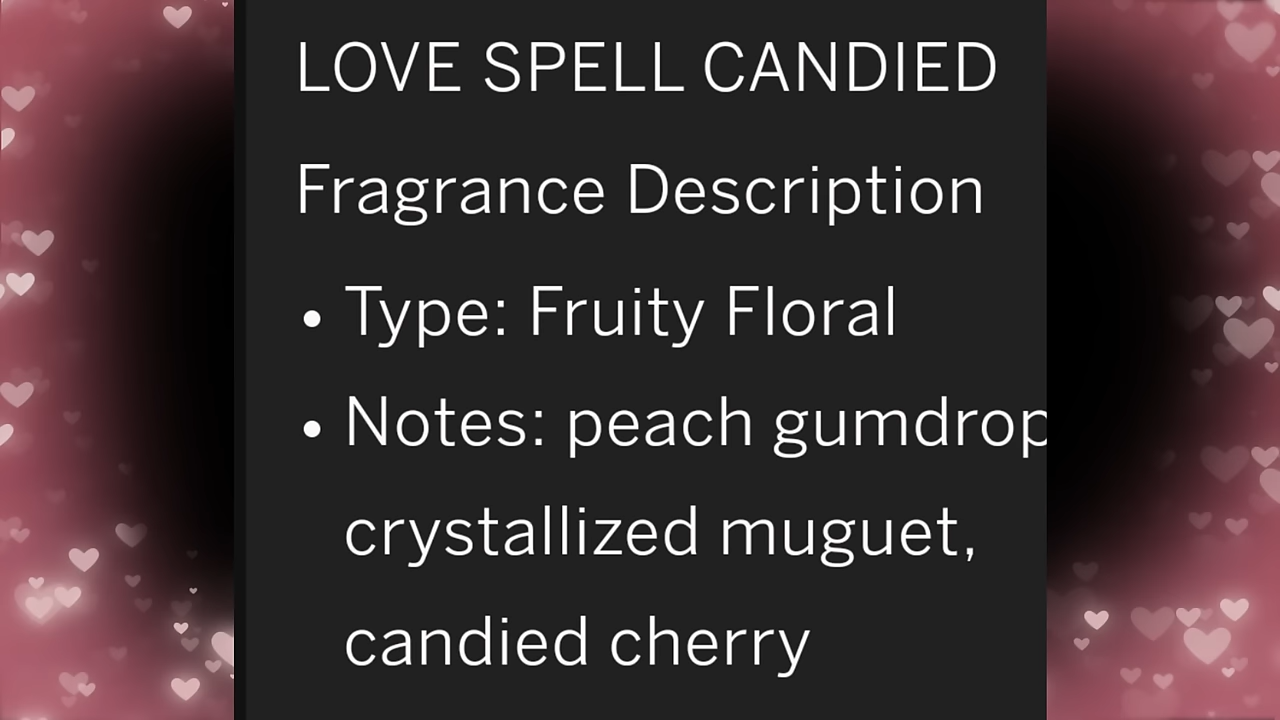 LOVE SPELL CANDIED
Fragrance Description
• Type: Fruity Floral
• Notes: peach gumdrop
crystallized muguet,
candied cherry